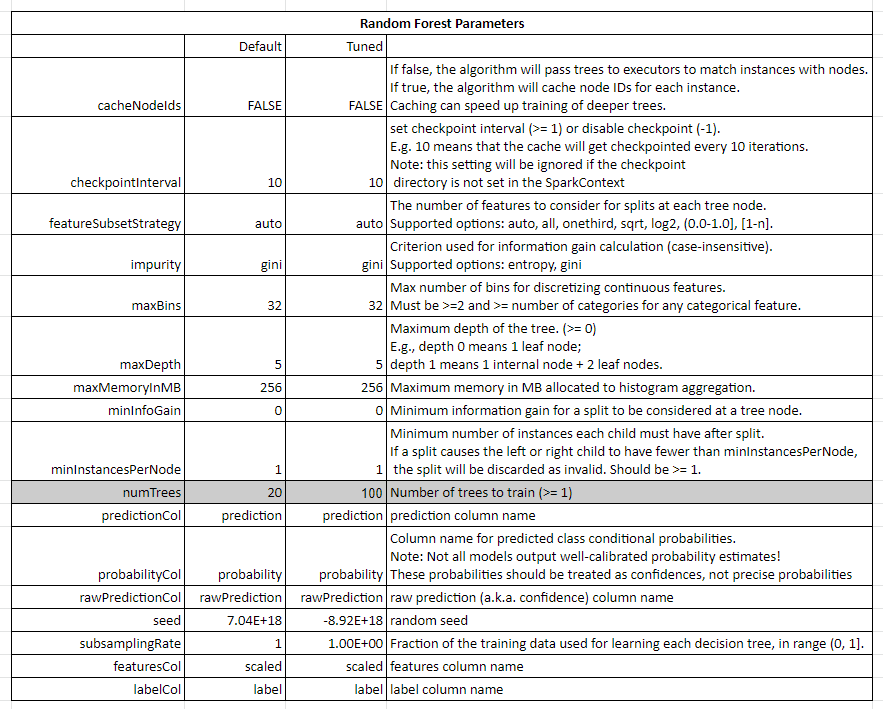 Random Forest Parameters
Default Tuned
If false, the algorithm will pass trees to executors to match instances with nodes.
If true, the algorithm will cache node IDs for each instance.
cacheNodeIds FALSE FALSE Caching can speed up training of deeper trees.
set checkpoint interval (>= 1) or disable checkpoint (-1).
E.g. 10 means that the cache will get checkpointed every 10 iterations.
Note: this setting will be ignored if the checkpoint
checkpointInterval 10 10 directory is not set in the SparkContext
The number of features to consider for splits at each tree node.
featureSubsetStrategy auto auto Supported options: auto, all, onethird, sqrt, log2, (0.0-1.0], [1-n].
Criterion used for information gain calculation (case-insensitive).
impurity gini gini Supported options: entropy, gini
Max number of bins for discretizing continuous features.
maxBins 32 32 Must be >=2 and >= number of categories for any categorical feature.
Maximum depth of the tree. (>= 0)
E.g., depth 0 means 1 leaf node;
maxDepth 5 5 depth 1 means 1 internal node + 2 leaf nodes.
maxMemoryInMB 256 256 Maximum memory in MB allocated to histogram aggregation.
minInfoGain 0 0 Minimum information gain for a split to be considered at a tree node.
Minimum number of instances each child must have after split.
If a split causes the left or right child to have fewer than minInstancesPerNode,
minInstancesPerNode 1 1 the split will be discarded as invalid. Should be >= 1.
numTrees 20 100 Number of trees to train (>= 1)
predictionCol prediction prediction prediction column name
Column name for predicted class conditional probabilities.
Note: Not all models output well-calibrated probability estimates!
probabilityCol probability probability These probabilities should be treated as confidences, not precise probabilities
rawPredictionCol rawPrediction rawPrediction raw prediction (a.k.a. confidence) column name
seed 7.04E+18 -8.92E+18 random seed
subsamplingRate 1 1.00E+00 Fraction of the training data used for learning each decision tree, in range (0, 1].
featuresCol scaled scaled features column name
labelCol label label label column name